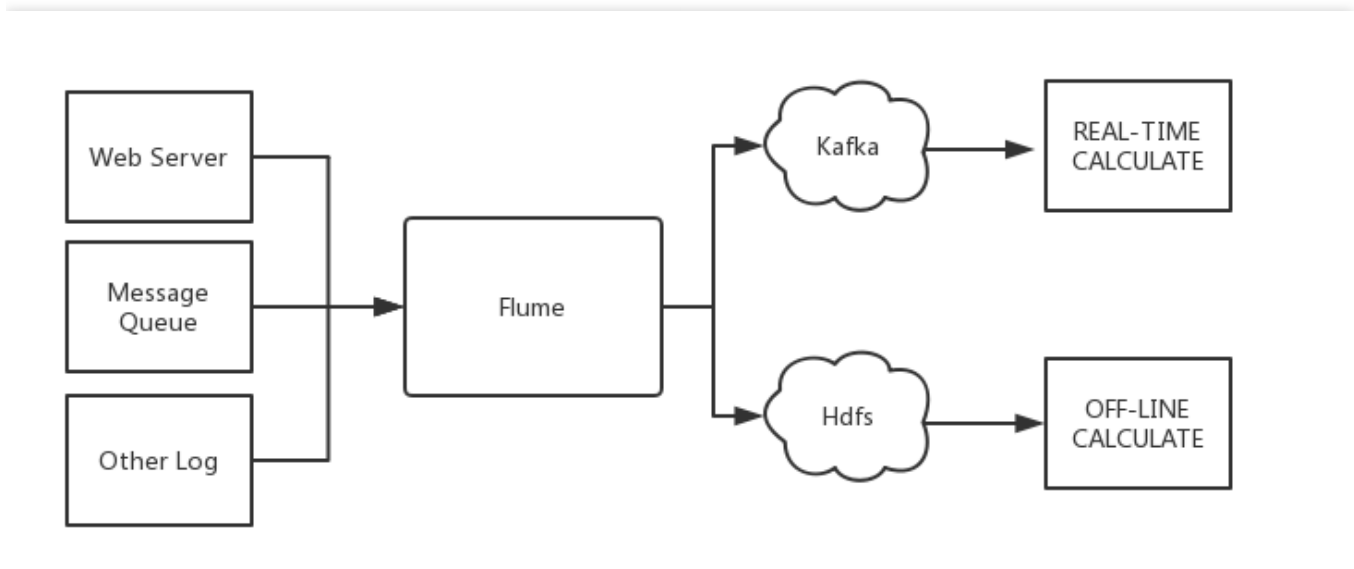 Web Server
Message
Queue
Other Log
Flume
Kafka
Hdfs
REAL-TIME
CALCULATE
OFF-LINE
CALCULATE